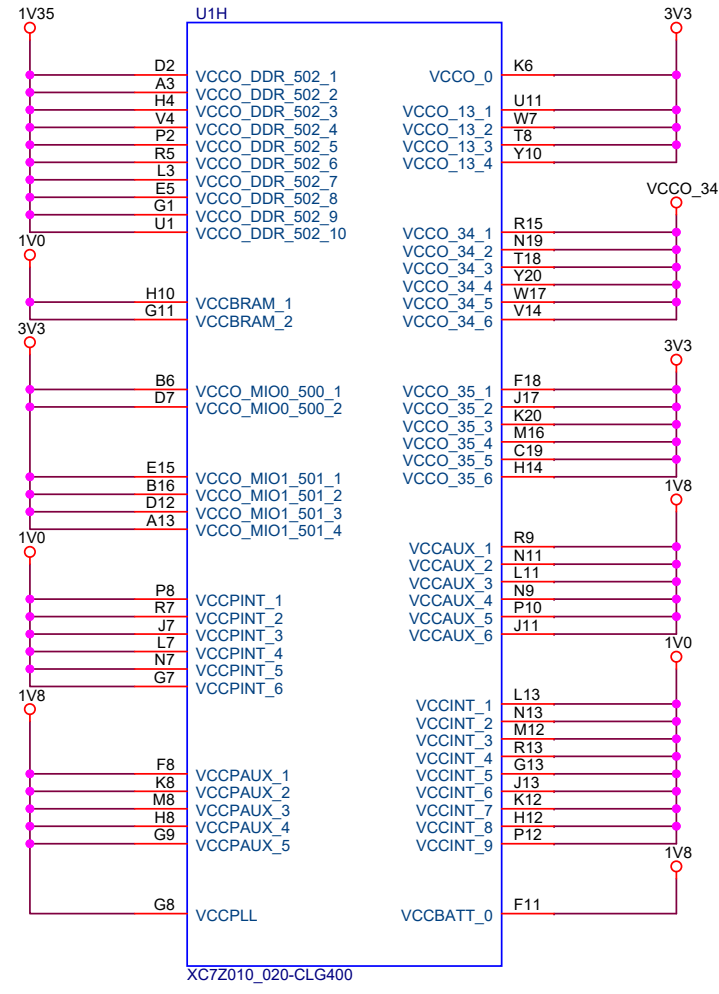 1V35 U1H 3V3
D2 VCCO_DDR_502_1 VCCO_0 K6
A3 VCCO_DDR_502_2
H4 VCCO_DDR_502_3 VCCO_13_1 U11
V4 VCCO_DDR_502_4 VCCO_13_2 W7
P2 VCCO_DDR_502_5 VCCO_13_3 T8
R5 VCCO_DDR_502_6 VCCO_13_4 Y10
L3 VCCO_DDR_502_7
E5 VCCO_DDR_502_8 VCCO_34
G1 VCCO_DDR_502_9
U1 VCCO_DDR_502_10 VCCO_34_1 R15
1V0 VCCO_34_2 N19
VCCO_34_3 T18
VCCO_34_4 Y20
H10 VCCBRAM_1 VCCO_34_5 W17
G11 VCCBRAM_2 VCCO_34_6 V14
3V3 3V3
B6 VCCO_MIO0_500_1 VCCO_35_1 F18
D7 VCCO_MIO0_500_2 VCCO_35_2 J17
VCCO_35_3 K20
VCCO_35_4 M16
VCCO_35_5 C19
E15 VCCO_MIO1_501_1 VCCO_35_6 H14
B16 VCCO_MIO1_501_2 1V8
D12 VCCO_MIO1_501_3
A13 VCCO_MIO1_501_4
1V0 VCCAUX_1 R9
VCCAUX_2 N11
VCCAUX_3 L11
P8 VCCPINT_1 VCCAUX_4 N9
R7 VCCPINT_2 VCCAUX_5 P10
J7 VCCPINT_3 VCCAUX_6 J11
L7 VCCPINT_4 1V0
N7 VCCPINT_5
G7 VCCPINT_6
1V8 VCCINT_1 L13
VCCINT_2 N13
VCCINT_3 M12
VCCINT_4 R13
F8 VCCPAUX_1 VCCINT_5 G13
K8 VCCPAUX_2 VCCINT_6 J13
M8 VCCPAUX_3 VCCINT_7 K12
H8 VCCPAUX_4 VCCINT_8 H12
G9 VCCPAUX_5 VCCINT_9 P12
1V8
G8 VCCPLL VCCBATT_0 F11
XC7Z010_020-CLG400